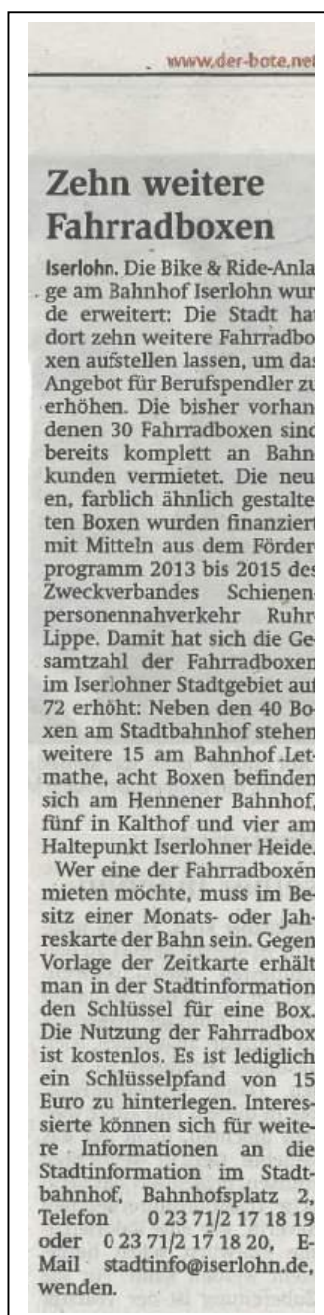 www.der-bote.net
Zehn weitere
Fahrradboxen
Iserlohn. Die Bike & Ride-Anla
ge am Bahnhof Iserlohn wur
de erweitert: Die Stadt hat
dort zehn weitere Fahrradbo
xen aufstellen lassen, um das
Angebot für Berufspendler zu
erhöhen. Die bisher vorhan
denen 30 Fahrradboxen sind
bereits komplett an Bahn
kunden vermietet. Die neu
en, farblich ähnlich gestalte
ten Boxen wurden finanziert
mit Mitteln aus dem Förder
programm 2013 bis 2015 des
Zweckverbandes Schienen
personennahverkehr Ruhr
Lippe. Damit hat sich die Ge
samtzahl der Fahrradboxen
im Iserlohner Stadtgebiet auf
72 erhöht: Neben den 40 Bo
xen am Stadtbahnhof stehen
weitere 15 am Bahnhof Let-
mathe, acht Boxen befinden
sich am Hennener Bahnhof,
fünf in Kalthof und vier am
Haltepunkt Iserlohner Heide.
Wer eine der Fahrradboxen
mieten möchte, muss im Be-
sitz einer Monats- oder Jah-
reskarte der Bahn sein. Gegen
Vorlage der Zeitkarte erhält
man in der Stadtinformation
den Schlüssel für eine Box.
Die Nutzung der Fahrradbox
ist kostenlos. Es ist lediglich
ein Schlüsselpfand von 15
Euro zu hinterlegen. Interes-
sierte können sich für weite-
re Informationen an die
Stadtinformation im Stadt-
bahnhof, Bahnhofsplatz 2,
Telefon 0 23 71/2 17 18 19
oder 0 23 71/2 17 18 20, E-
Mail stadtinfo@iserlohn.de,
wenden.